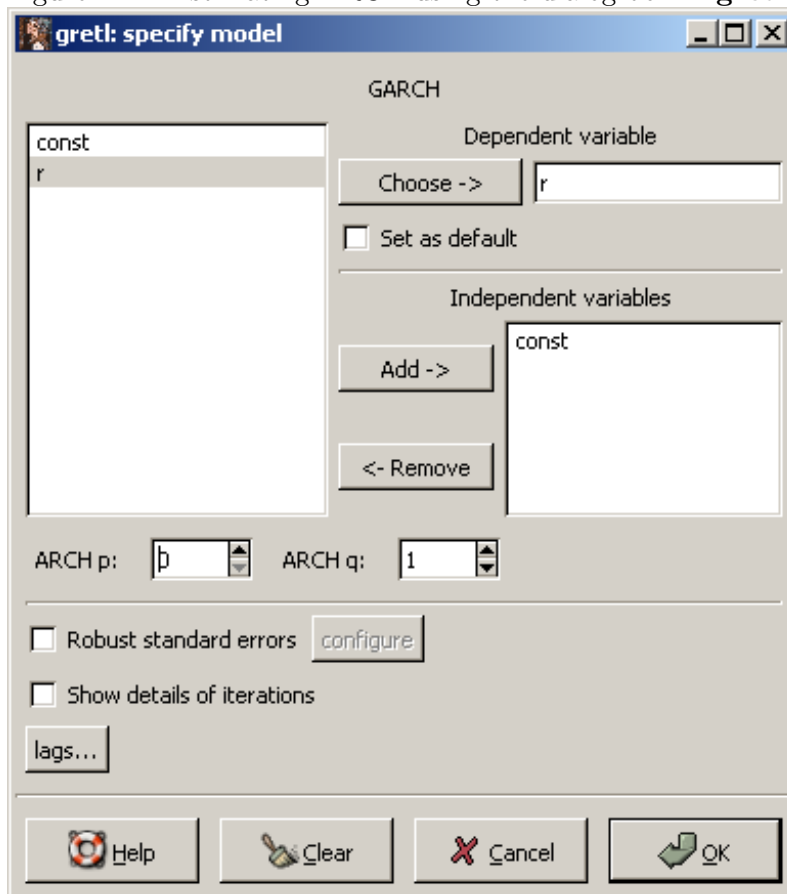 gretl: specify model
GARCH
const
r
Dependent variable
Choose -> r
Set as default
Independent variables
const
Add ->
<- Remove
ARCH p: 0 ARCH q: 1
Robust standard errors configure
Show details of iterations
lags...
Help Clear Cancel OK